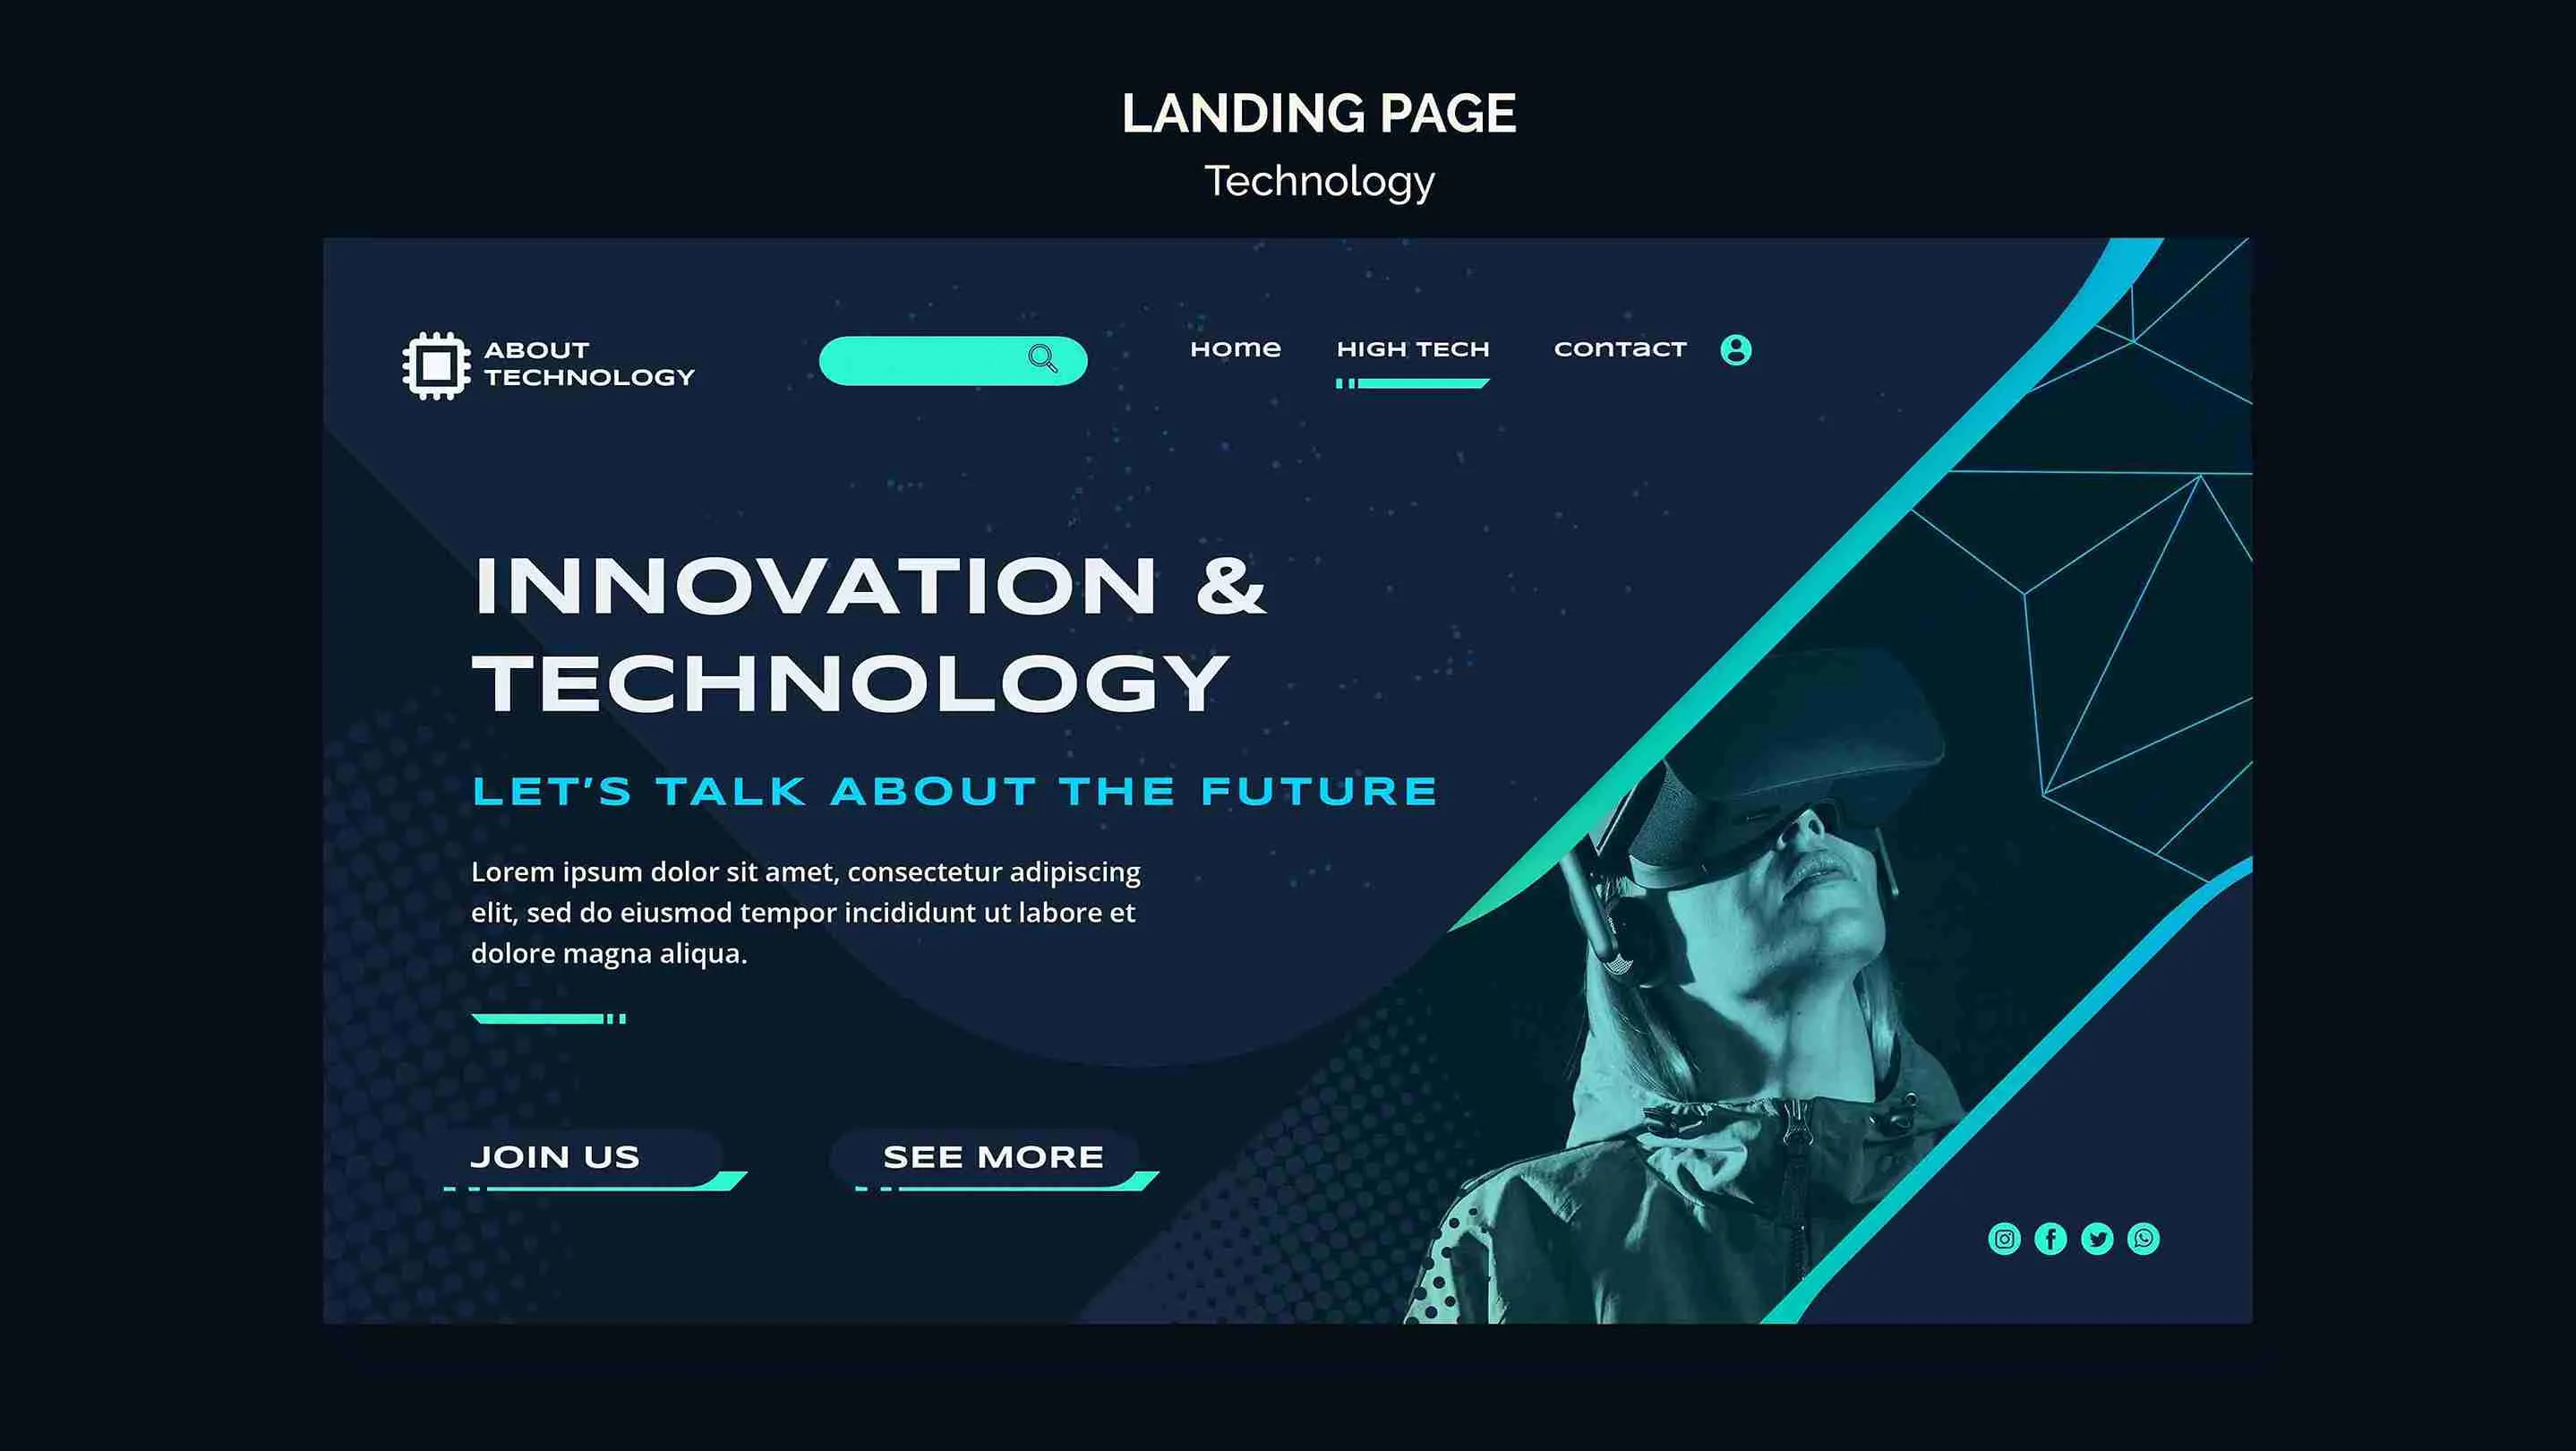 LANDING PAGE
Technology
ABOUT
TECHNOLOGY
Home
HIGH TECH
conTacT
INNOVATION &
TECHNOLOGY
LET'S TALK ABOUT THE FUTURE
Lorem ipsum dolor sit amet, consectetur adipiscing
elit, sed do eiusmod tempor incididunt ut labore et
dolore magna aliqua.
JOIN US
SEE MORE